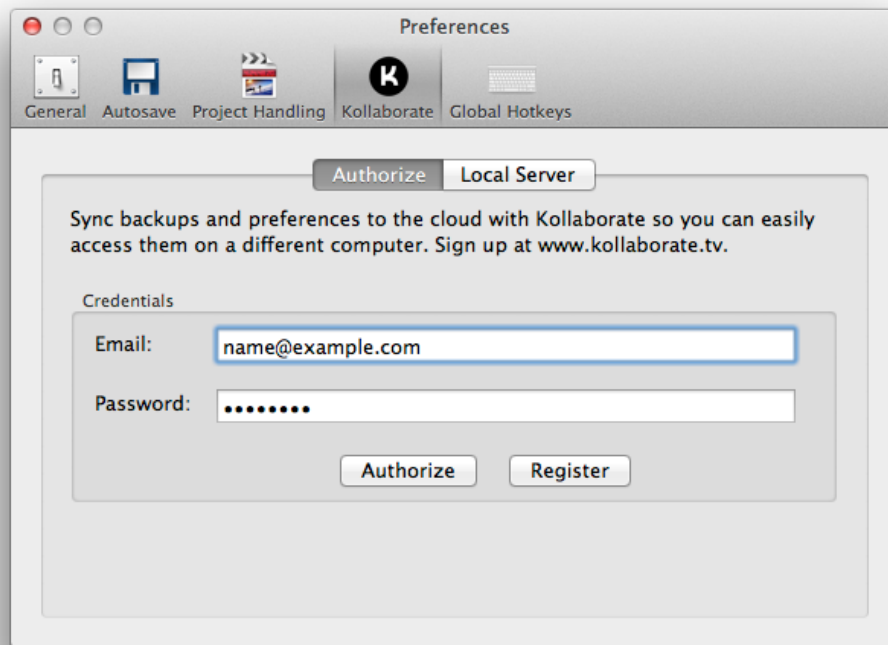 Preferences
General Autosave Project Handling Kollaborate Global Hotkeys
Authorize Local Server
Sync backups and preferences to the cloud with Kollaborate so you can easily
access them on a different computer. Sign up at www.kollaborate.tv.
Credentials
Email: name@example.com
Password: ••••••••
Authorize Register